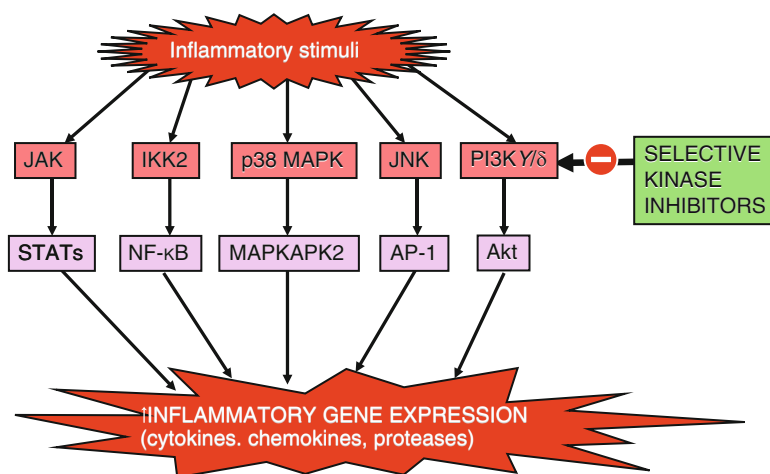 Inflammatory stimuli
JAK
IKK2
p38 MAPK
JNK
PI3KY/δ
SELECTIVE
KINASE
INHIBITORS
STATs
NF-κB
MAPKAPK2
AP-1
Akt
↑INFLAMMATORY GENE EXPRESSION
(cytokines. chemokines, proteases)